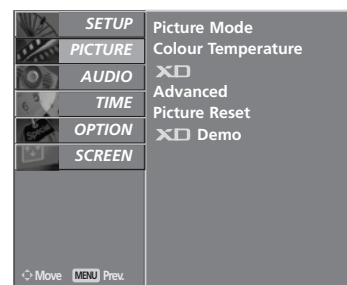 SETUP
PICTURE
AUDIO
TIME
OPTION
SCREEN
Move MENU Prev.
Picture Mode
Colour Temperature
XD
Advanced
Picture Reset
XD Demo